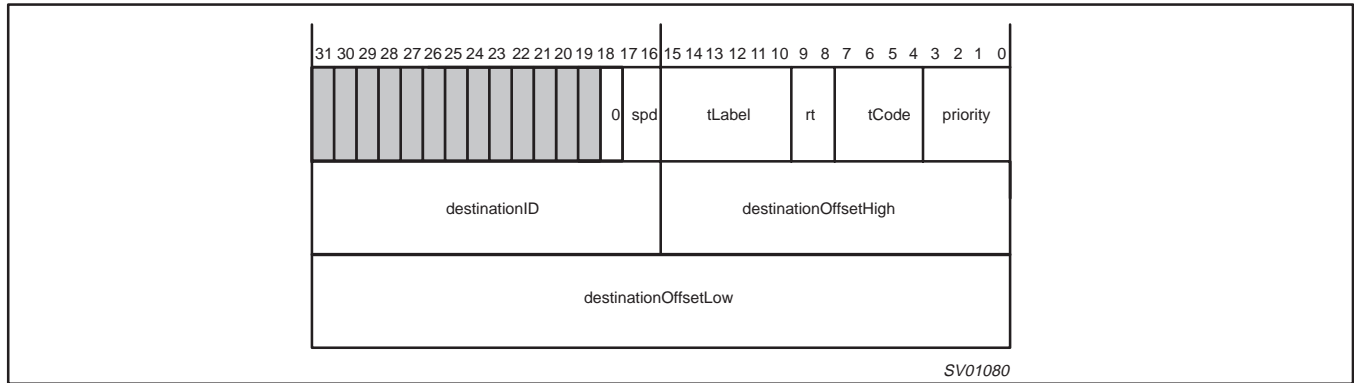 31 30 29 28 27 26 25 24 23 22 21 20 19 18 17 16 15 14 13 12 11 10 9 8 7 6 5 4 3 2 1 0
0 spd tLabel rt tCode priority
destinationID destinationOffsetHigh
destinationOffsetLow
SV01080